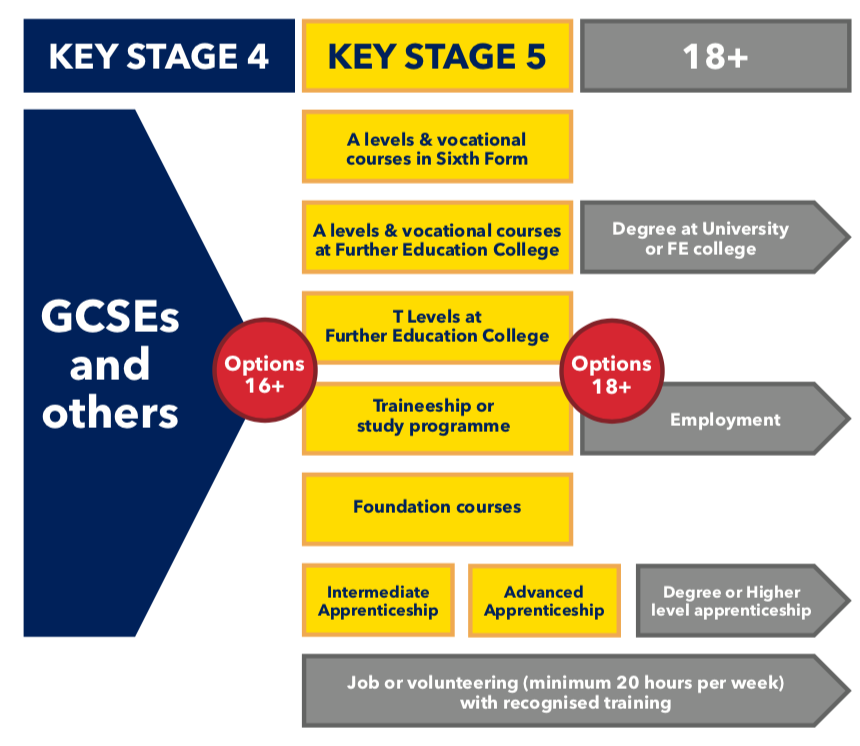 KEY STAGE 4
KEY STAGE 5
18+
GCSEs
and
others
Options
16+
A levels & vocational
courses in Sixth Form
A levels & vocational courses
at Further Education College
T Levels at
Further Education College
Traineeship or
study programme
Foundation courses
Intermediate
Apprenticeship
Advanced
Apprenticeship
Options
18+
Degree at University
or FE college
Employment
Degree or Higher
level apprenticeship
Job or volunteering (minimum 20 hours per week)
with recognised training